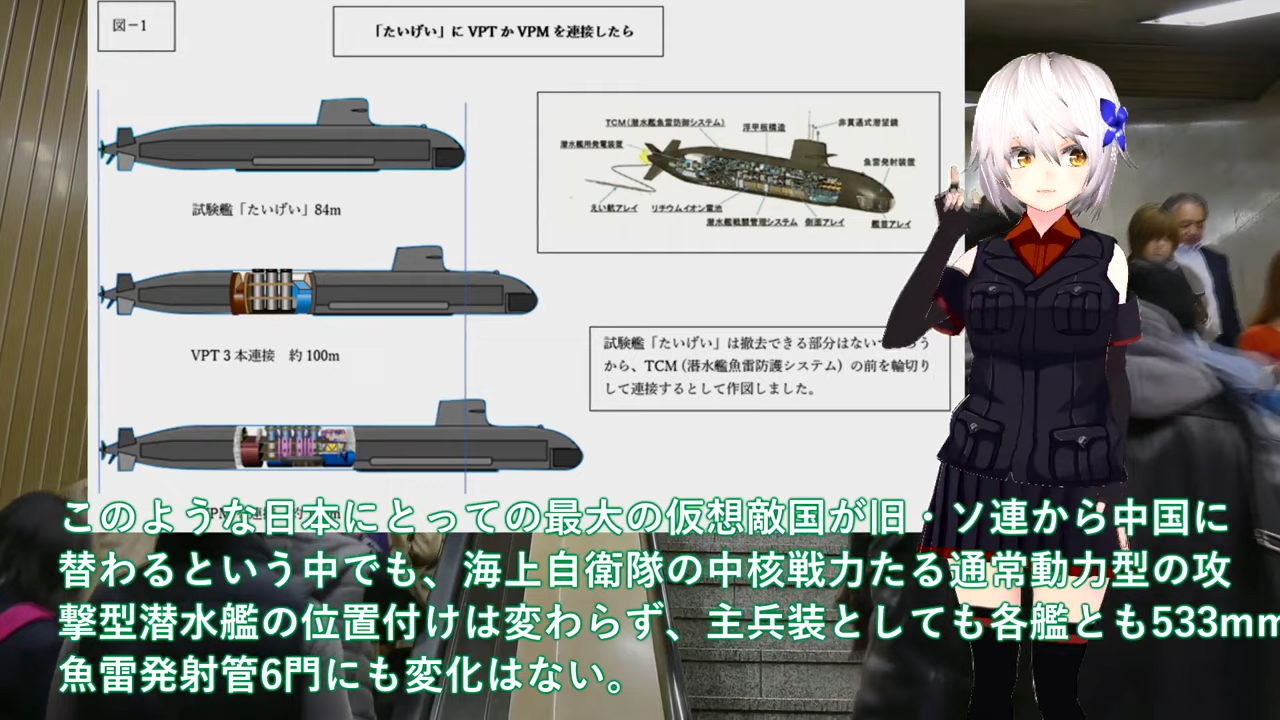 図－1
「たいげい」に VPT か VPM を連接したら
TCM（潜水艦魚雷防御システム）
浮甲板構造
非貫通式潜望鏡
潜水艦用発電装置
魚雷発射装置
えい航アレイ
リチウムイオン電池
潜水艦戦闘管理システム
側面アレイ
艦首アレイ
試験艦「たいげい」84m
VPT 3 本連接　約 100m
試験艦「たいげい」は撤去できる部分はない
から、TCM（潜水艦魚雷防護システム）の前を輪切り
して連接するとして作図しました。
このような日本にとっての最大の仮想敵国が旧・ソ連から中国に
替わるという中でも、海上自衛隊の中核戦力たる通常動力型の攻
撃型潜水艦の位置付けは変わらず、主兵装としても各艦とも533mm
魚雷発射管6門にも変化はない。